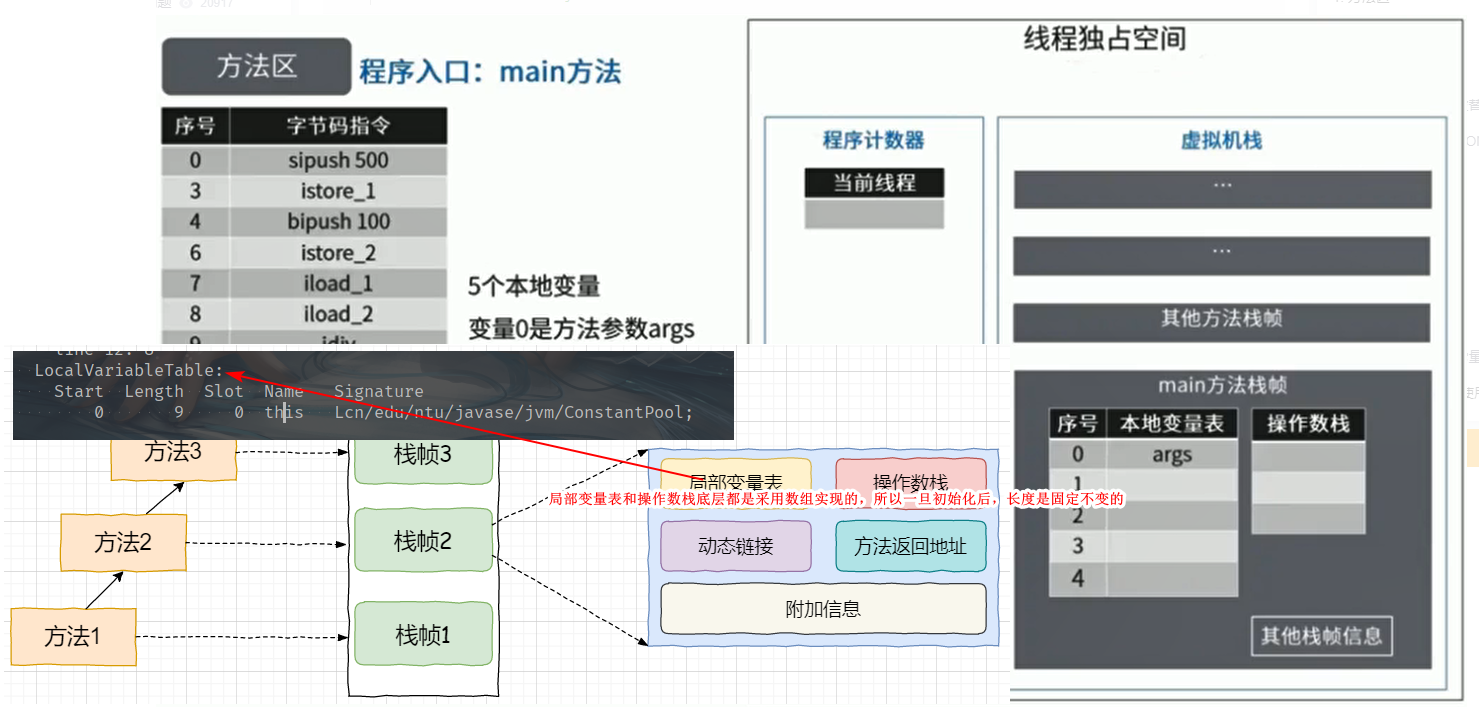 题 20917
方法区
程序入口：main方法
序号 字节码指令
0 sipush 500
3 istore_1
4 bipush 100
6 istore_2
7 iload_1
8 iload_2
9 idiv
5个本地变量
变量0是方法参数args
线程独占空间
程序计数器
当前线程
虚拟机栈
...
...
其他方法栈帧
main方法栈帧
序号 本地变量表
0 args
1
2
3
4
操作数栈
其他栈帧信息
line 12: 8
LocalVariableTable:
Start Length Slot Name Signature
0 9 0 this Lcn/edu/ntu/javase/jvm/ConstantPool;
方法3
方法2
方法1
栈帧3
栈帧2
栈帧1
局部变量表
操作数栈
局部变量表和操作数栈底层都是采用数组实现的，所以一旦初始化后，长度是固定不变的
动态链接
方法返回地址
附加信息